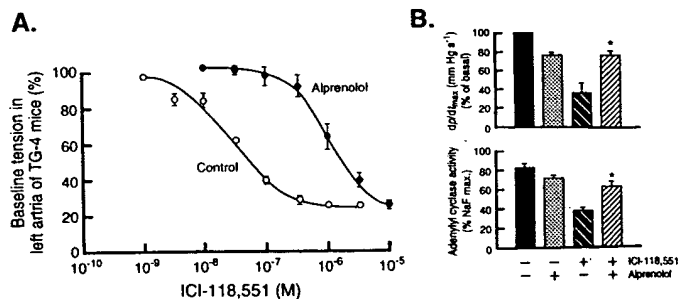 A.
Baseline tension in
left artria of TG-4 mice (%)
100
80
60
40
20
0
Alprenolol
Control
10-10
10-9
10-8
10-7
10-6
10-5
ICI-118,551 (M)
B.
dp/dtmax (mm Hg s-1)
(% of basal)
100
80
60
40
20
0
*
Adenylyl cyclase activity
(% NaF max.)
100
80
60
40
20
0
*
− − + + ICI-118,551
− + − + Alprenolol